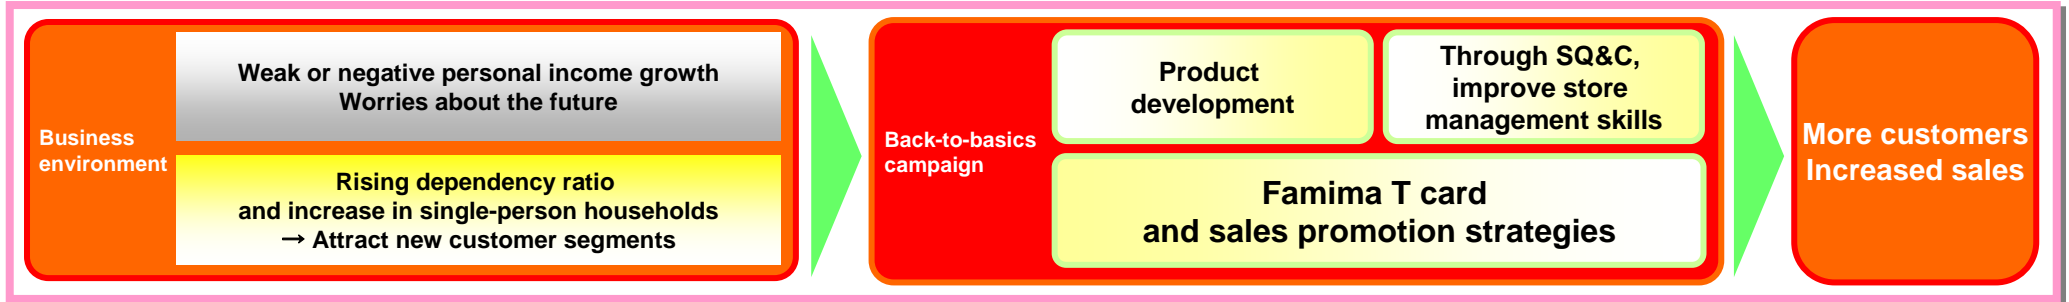 Business
environment
Weak or negative personal income growth
Worries about the future
Rising dependency ratio
and increase in single-person households
→ Attract new customer segments
Back-to-basics
campaign
Product
development
Through SQ&C,
improve store
management skills
Famima T card
and sales promotion strategies
More customers
Increased sales